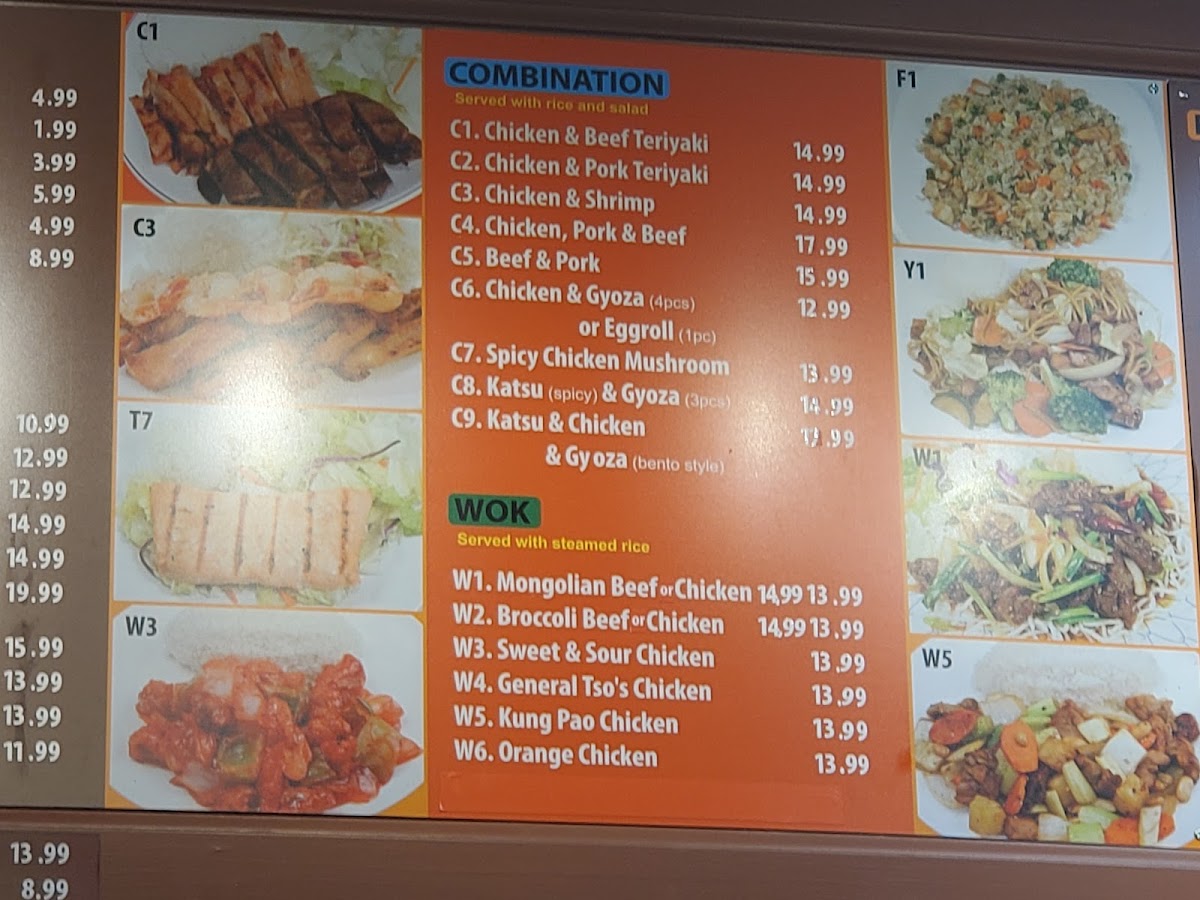 4.99
1.99
3.99
5.99
4.99
8.99
10.99
12.99
12.99
14.99
14.99
19.99
15.99
13.99
13.99
11.99
13.99
8.99
C1
C3
T7
W3
COMBINATION
Served with rice and salad
C1. Chicken & Beef Teriyaki 14.99
C2. Chicken & Pork Teriyaki 14.99
C3. Chicken & Shrimp 14.99
C4. Chicken, Pork & Beef 17.99
C5. Beef & Pork 15.99
C6. Chicken & Gyoza (4pcs) 12.99
or Eggroll (1pc)
C7. Spicy Chicken Mushroom 13.99
C8. Katsu (spicy) & Gyoza (3pcs) 14.99
C9. Katsu & Chicken
& Gyoza (bento style)
WOK
Served with steamed rice
W1. Mongolian Beef or Chicken 14,99 13.99
W2. Broccoli Beef or Chicken 14,99 13.99
W3. Sweet & Sour Chicken 13.99
W4. General Tso's Chicken 13.99
W5. Kung Pao Chicken 13.99
W6. Orange Chicken 13.99
F1
Y1
W1
W5